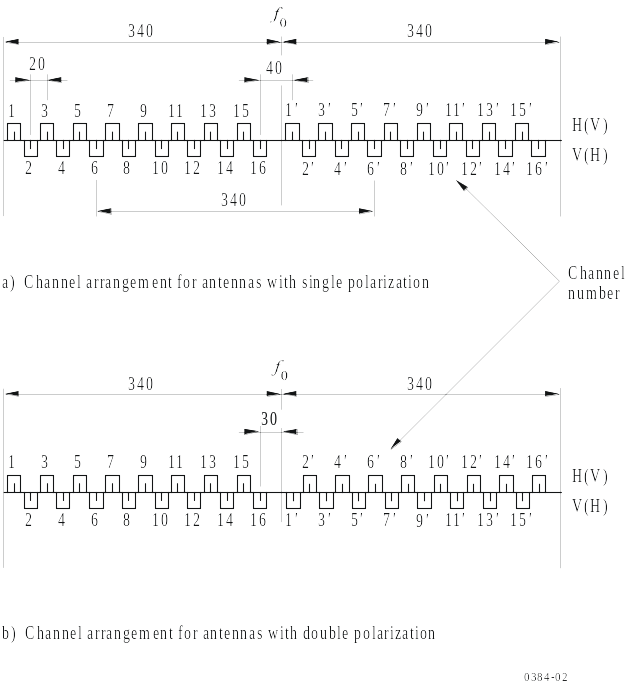 f0
340 340
20 40
1 3 5 7 9 11 13 15 1′ 3′ 5′ 7′ 9′ 11′ 13′ 15′
H(V)
V(H)
2 4 6 8 10 12 14 16 2′ 4′ 6′ 8′ 10′ 12′ 14′ 16′
340
a) Channel arrangement for antennas with single polarization
Channel
number
f0
340 340
30
1 3 5 7 9 11 13 15 2′ 4′ 6′ 8′ 10′ 12′ 14′ 16′
H(V)
V(H)
2 4 6 8 10 12 14 16 1′ 3′ 5′ 7′ 9′ 11′ 13′ 15′
b) Channel arrangement for antennas with double polarization
0384-02